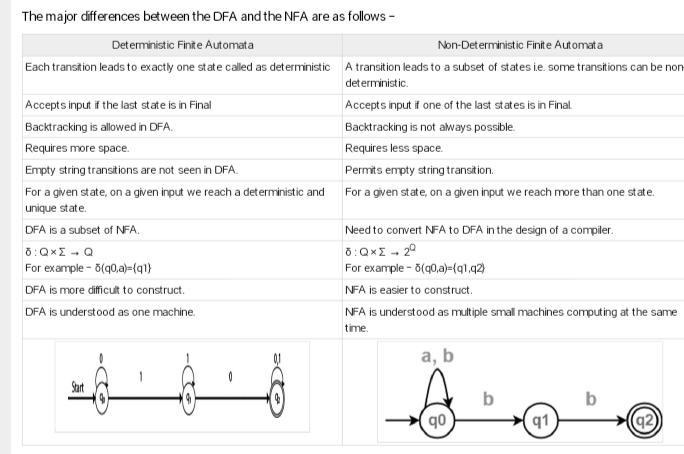 The major differences between the DFA and the NFA are as follows –
Deterministic Finite Automata
Non-Deterministic Finite Automata
Each transition leads to exactly one state called as deterministic
A transition leads to a subset of states i.e. some transitions can be non-
deterministic.
Accepts input if the last state is in Final
Accepts input if one of the last states is in Final.
Backtracking is allowed in DFA.
Backtracking is not always possible.
Requires more space.
Requires less space.
Empty string transitions are not seen in DFA.
Permits empty string transition.
For a given state, on a given input we reach a deterministic and
unique state.
For a given state, on a given input we reach more than one state.
DFA is a subset of NFA.
Need to convert NFA to DFA in the design of a compiler.
δ : Q×Σ → Q
For example – δ(q0,a)={q1}
δ : Q×Σ → 2^Q
For example – δ(q0,a)={q1,q2}
DFA is more difficult to construct.
NFA is easier to construct.
DFA is understood as one machine.
NFA is understood as multiple small machines computing at the same
time.
0
1
0,1
Start
1
0
q0
q1
a, b
b
b
q0
q1
q2